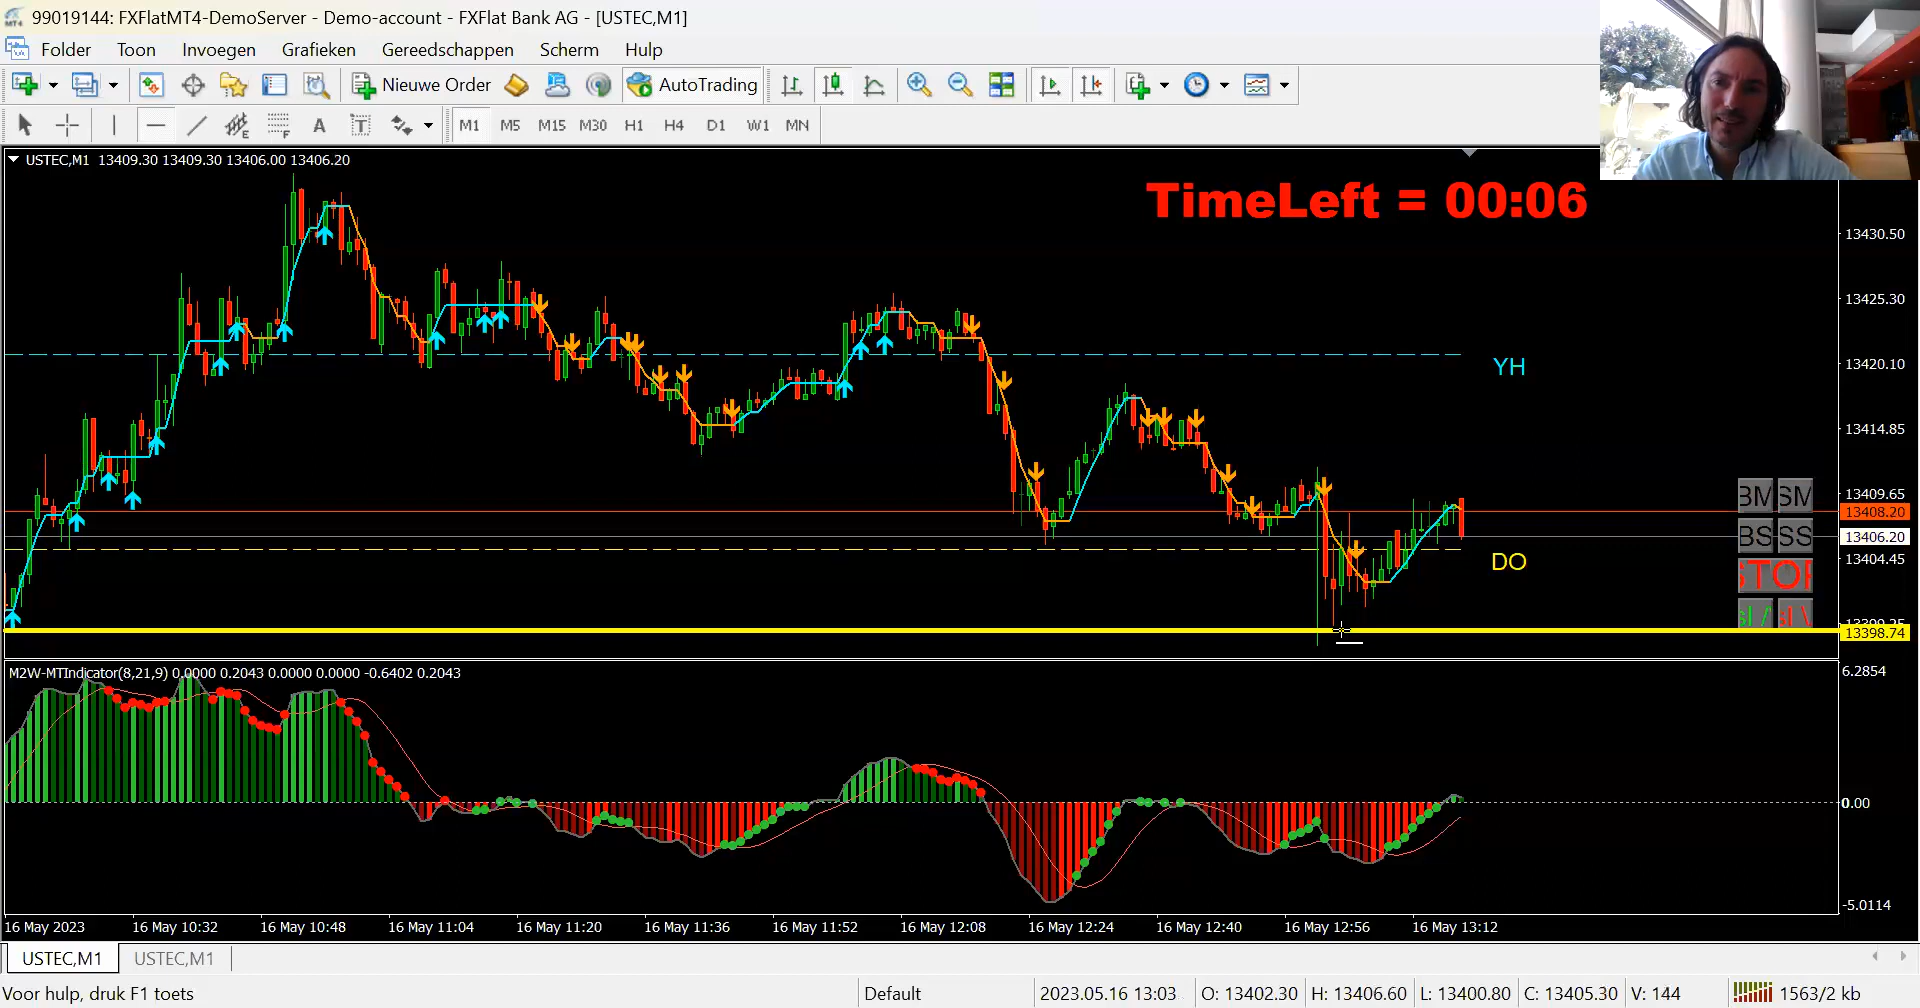 99019144: FXFlatMT4-DemoServer - Demo-account - FXFlat Bank AG - [USTEC,M1]
Folder Toon Invoegen Grafieken Gereedschappen Scherm Hulp
Nieuwe Order AutoTrading
A T M1 M5 M15 M30 H1 H4 D1 W1 MN
USTEC,M1 13409.30 13409.30 13406.00 13406.20
TimeLeft = 00:06
13430.50
13425.30
13420.10
YH
13414.85
13409.65
BM SM
13408.20
BS SS
13406.20
DO
13404.45
13398.74
M2W-MTIndicator(8,21,9) 0.0000 0.2043 0.0000 0.0000 -0.6402 0.2043
6.2854
0.00
-5.0114
16 May 2023 16 May 10:32 16 May 10:48 16 May 11:04 16 May 11:20 16 May 11:36 16 May 11:52 16 May 12:08 16 May 12:24 16 May 12:40 16 May 12:56 16 May 13:12
USTEC,M1 USTEC,M1
Voor hulp, druk F1 toets Default 2023.05.16 13:03 O: 13402.30 H: 13406.60 L: 13400.80 C: 13405.30 V: 144 1563/2 kb